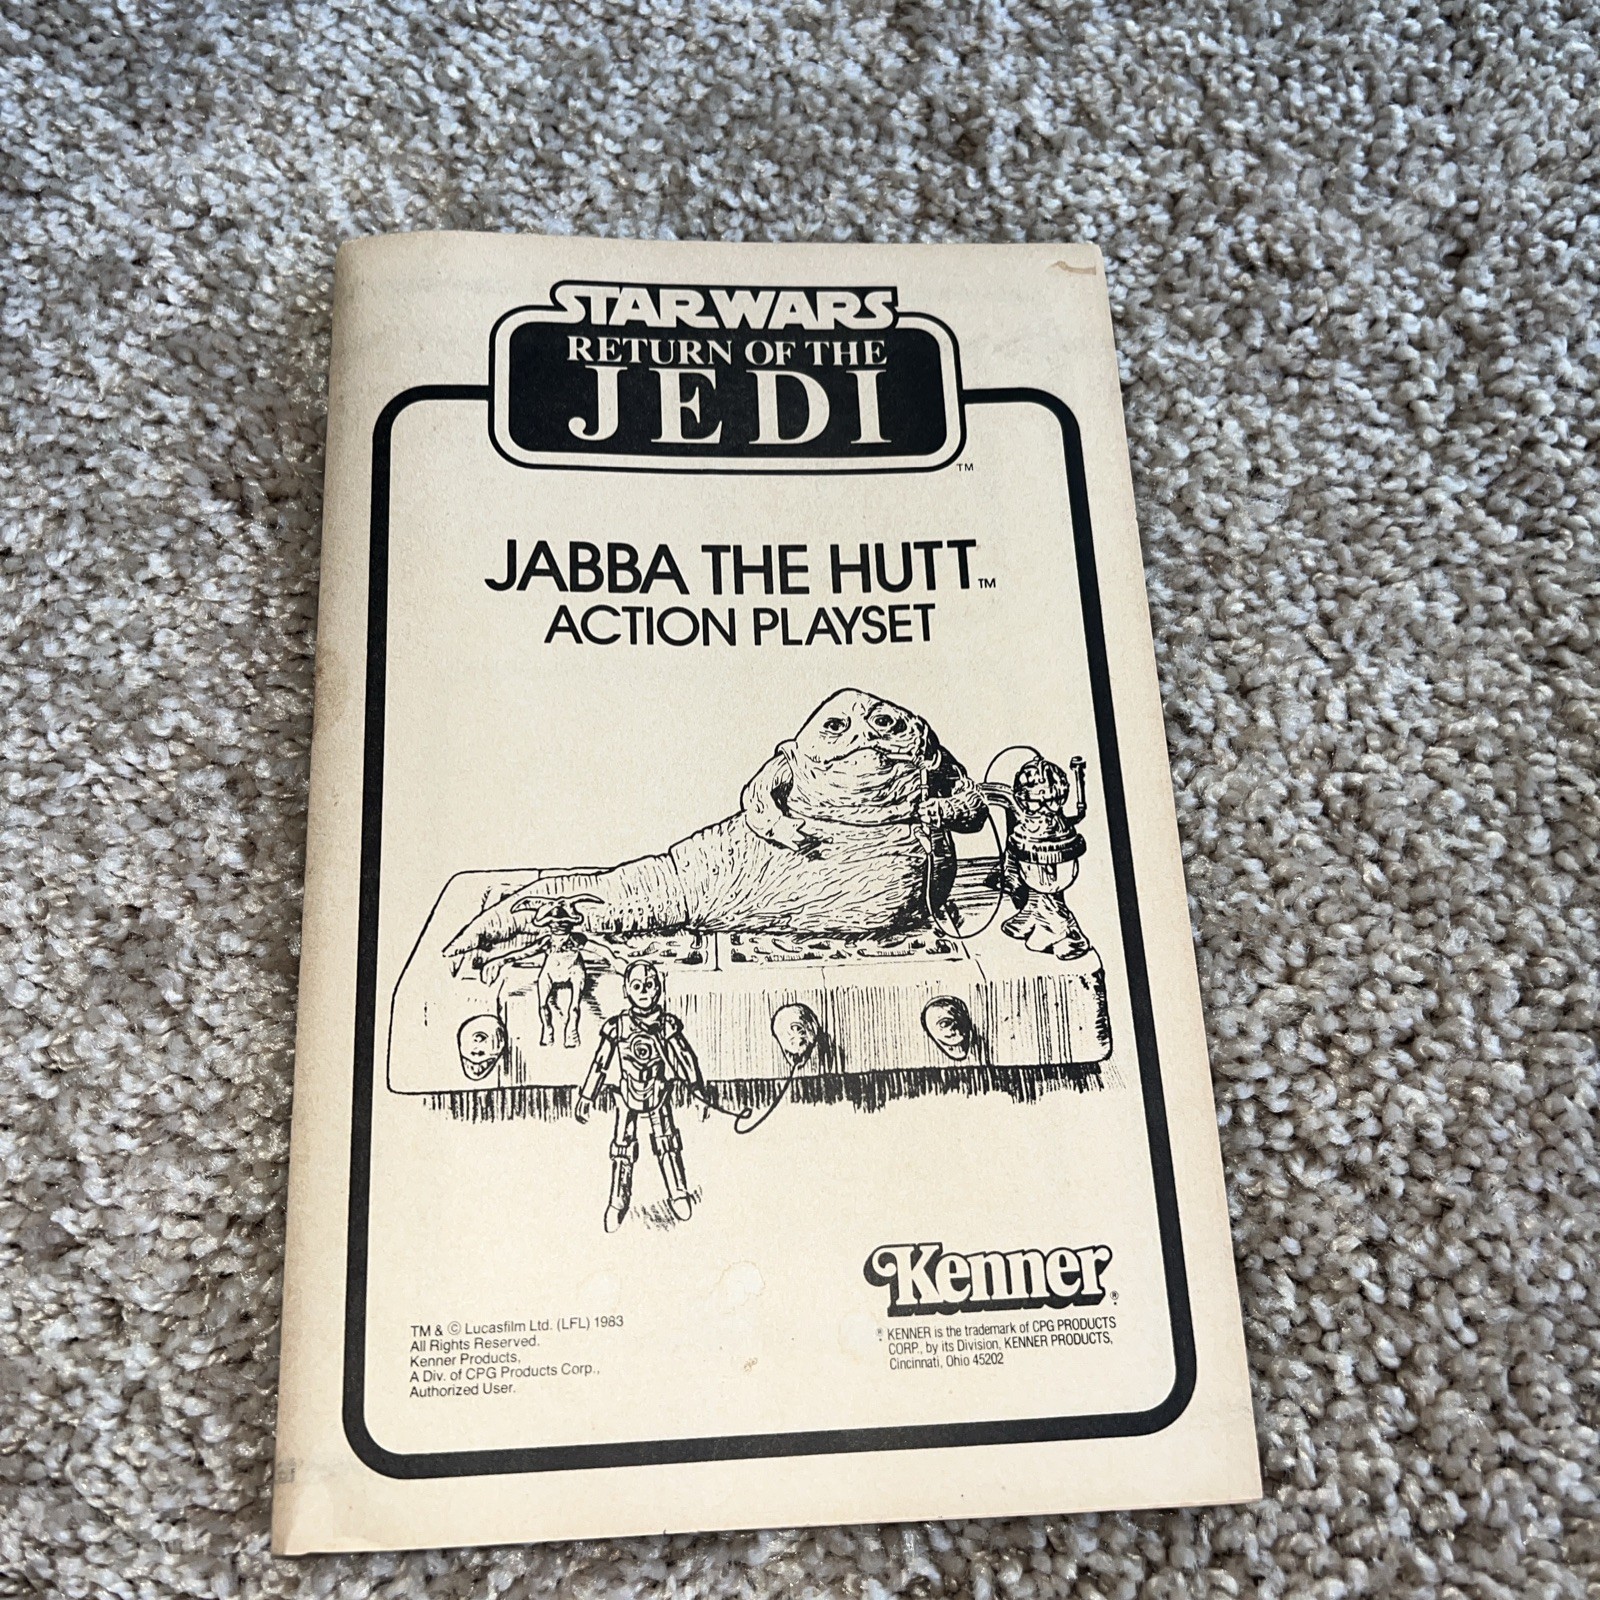 STAR WARS
RETURN OF THE
JEDI
TM
JABBA THE HUTT TM
ACTION PLAYSET
Kenner ®
TM & © Lucasfilm Ltd. (LFL) 1983
All Rights Reserved.
Kenner Products,
A Div. of CPG Products Corp.,
Authorized User.
® KENNER is the trademark of CPG PRODUCTS
CORP., by its Division, KENNER PRODUCTS,
Cincinnati, Ohio 45202